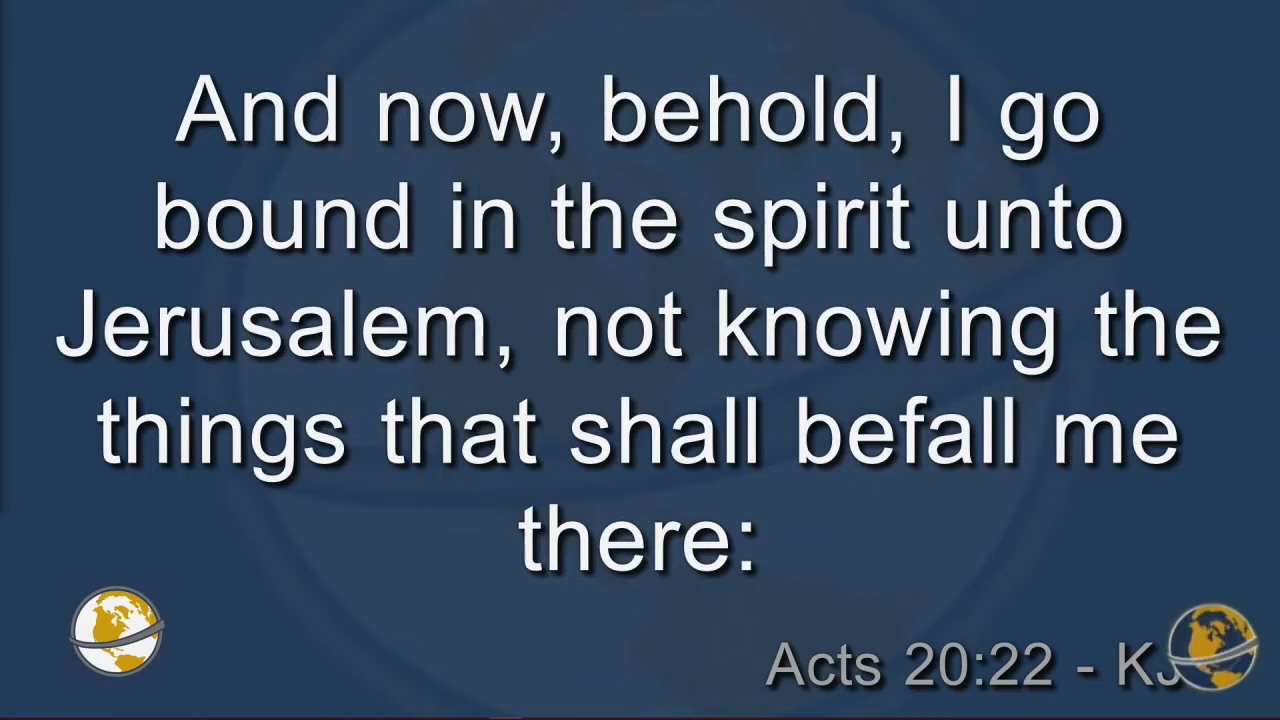 And now, behold, I go
bound in the spirit unto
Jerusalem, not knowing the
things that shall befall me
there:
Acts 20:22 - KJ